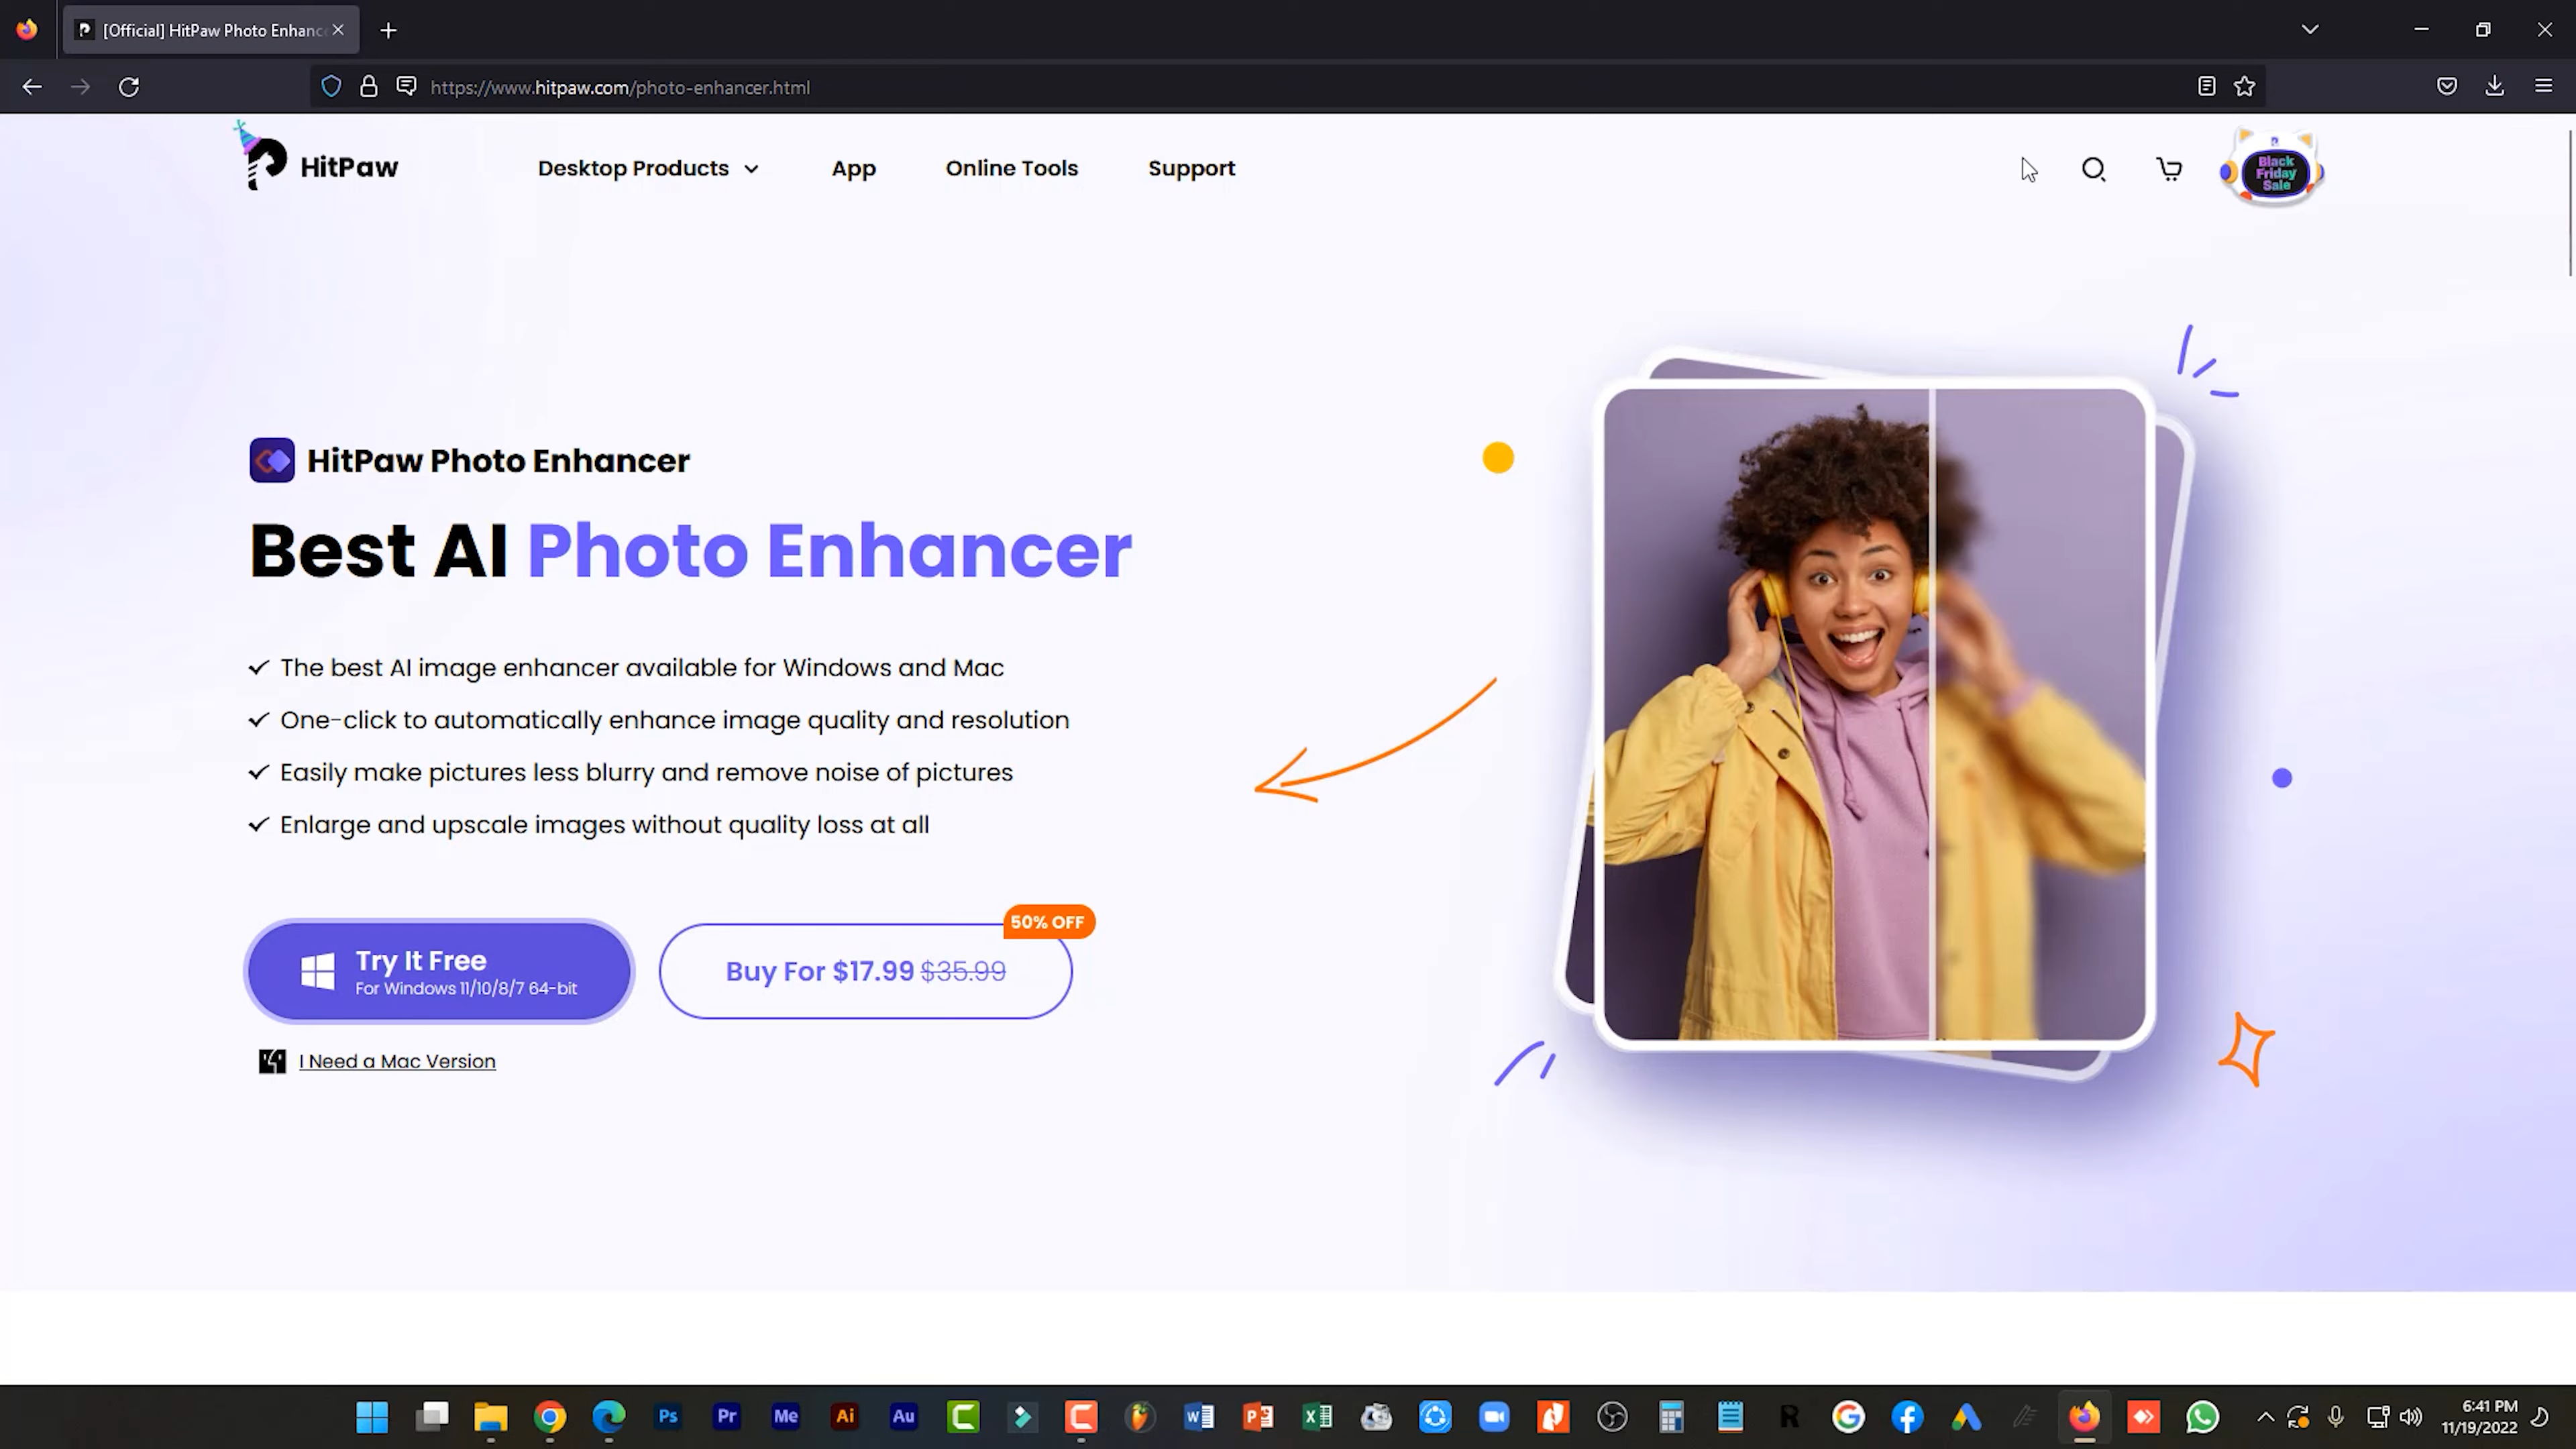 [Official] HitPaw Photo Enhanc
https://www.hitpaw.com/photo-enhancer.html
HitPaw
Desktop Products
App
Online Tools
Support
Black
Friday
Sale
HitPaw Photo Enhancer
Best AI Photo Enhancer
The best AI image enhancer available for Windows and Mac
One-click to automatically enhance image quality and resolution
Easily make pictures less blurry and remove noise of pictures
Enlarge and upscale images without quality loss at all
50% OFF
Try It Free
For Windows 11/10/8/7 64-bit
Buy For $17.99 $35.99
I Need a Mac Version
Ps
Pr
Me
Ai
Au
6:41 PM
11/19/2022